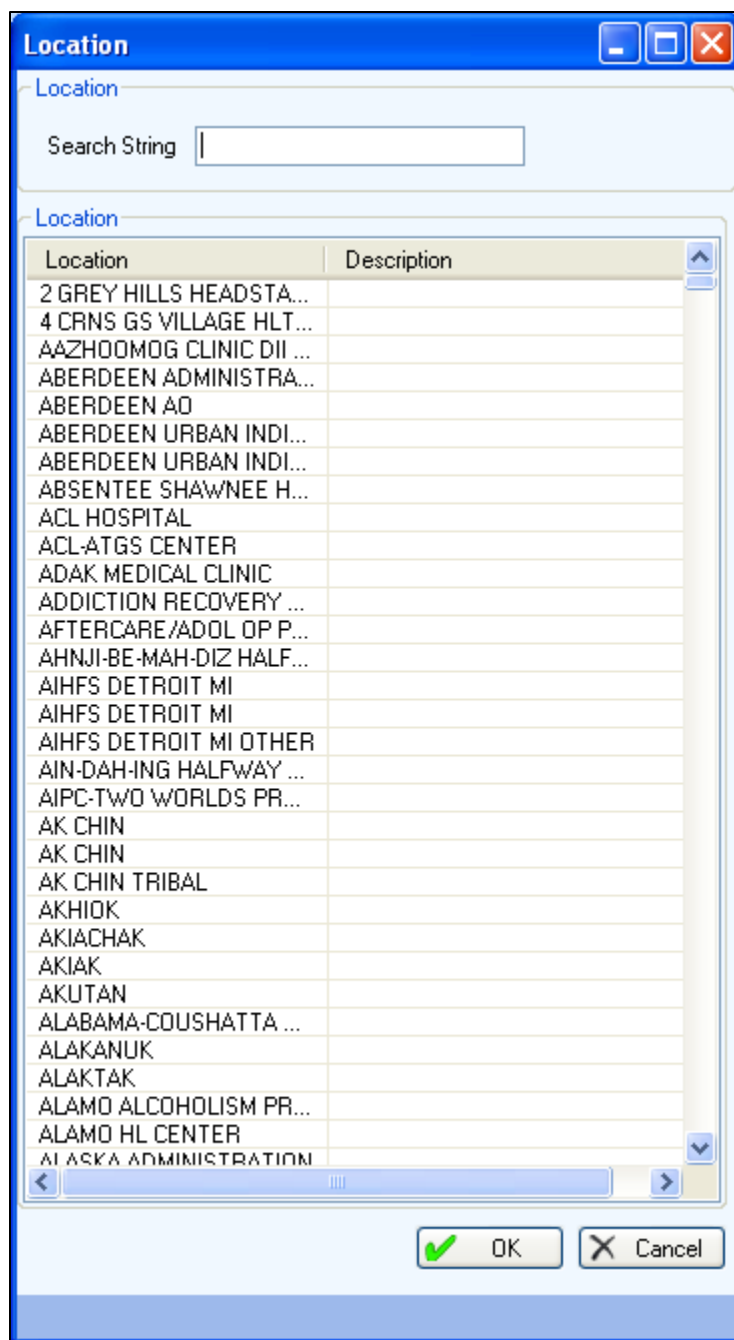 Location
Location
Search String
Location
Location Description
2 GREY HILLS HEADSTA...
4 CRNS GS VILLAGE HLT...
AAZHOOMOG CLINIC DII ...
ABERDEEN ADMINISTRA...
ABERDEEN AO
ABERDEEN URBAN INDI...
ABERDEEN URBAN INDI...
ABSENTEE SHAWNEE H...
ACL HOSPITAL
ACL-ATGS CENTER
ADAK MEDICAL CLINIC
ADDICTION RECOVERY ...
AFTERCARE/ADOL OP P...
AHNJI-BE-MAH-DIZ HALF...
AIHFS DETROIT MI
AIHFS DETROIT MI
AIHFS DETROIT MI OTHER
AIN-DAH-ING HALFWAY ...
AIPC-TWO WORLDS PR...
AK CHIN
AK CHIN
AK CHIN TRIBAL
AKHIOK
AKIACHAK
AKIAK
AKUTAN
ALABAMA-COUSHATTA ...
ALAKANUK
ALAKTAK
ALAMO ALCOHOLISM PR...
ALAMO HL CENTER
ALASKA ADMINISTRATION
OK Cancel